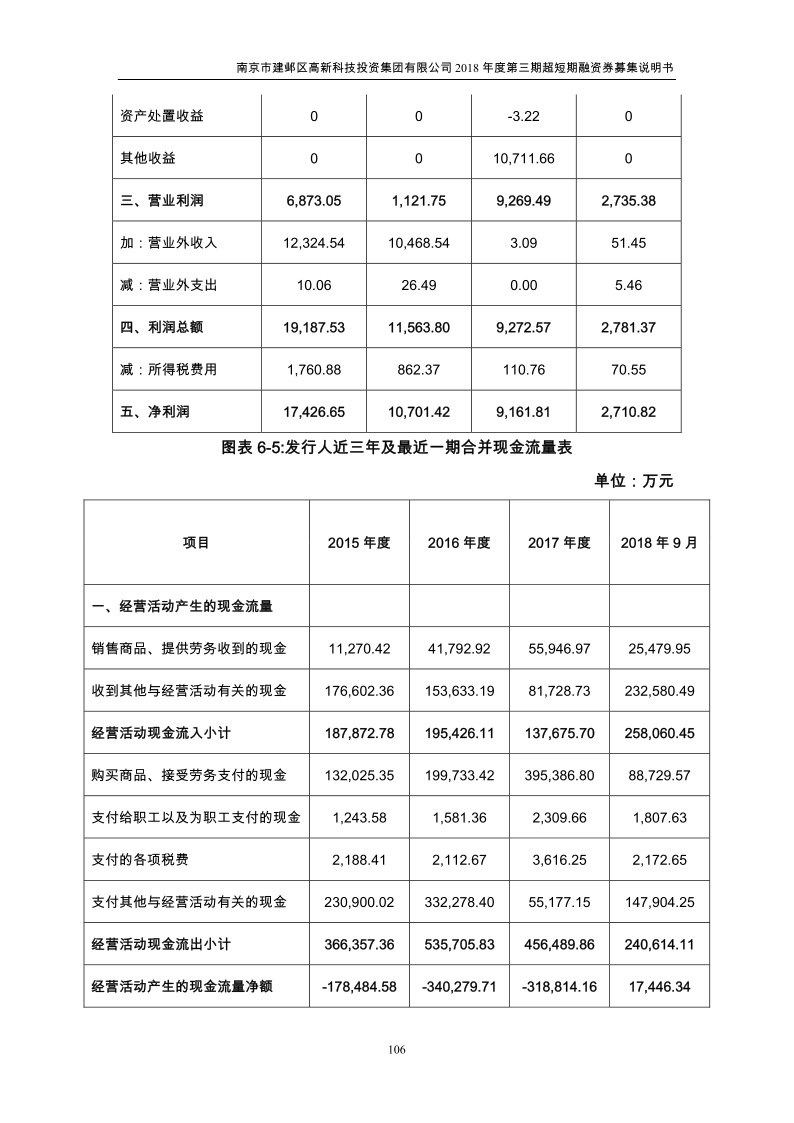 南京市建邺区高新科技投资集团有限公司 2018 年度第三期超短期融资券募集说明书
资产处置收益 0 0 -3.22 0
其他收益 0 0 10,711.66 0
三、营业利润 6,873.05 1,121.75 9,269.49 2,735.38
加：营业外收入 12,324.54 10,468.54 3.09 51.45
减：营业外支出 10.06 26.49 0.00 5.46
四、利润总额 19,187.53 11,563.80 9,272.57 2,781.37
减：所得税费用 1,760.88 862.37 110.76 70.55
五、净利润 17,426.65 10,701.42 9,161.81 2,710.82
图表 6-5:发行人近三年及最近一期合并现金流量表
单位：万元
项目 2015 年度 2016 年度 2017 年度 2018 年 9 月
一、经营活动产生的现金流量
销售商品、提供劳务收到的现金 11,270.42 41,792.92 55,946.97 25,479.95
收到其他与经营活动有关的现金 176,602.36 153,633.19 81,728.73 232,580.49
经营活动现金流入小计 187,872.78 195,426.11 137,675.70 258,060.45
购买商品、接受劳务支付的现金 132,025.35 199,733.42 395,386.80 88,729.57
支付给职工以及为职工支付的现金 1,243.58 1,581.36 2,309.66 1,807.63
支付的各项税费 2,188.41 2,112.67 3,616.25 2,172.65
支付其他与经营活动有关的现金 230,900.02 332,278.40 55,177.15 147,904.25
经营活动现金流出小计 366,357.36 535,705.83 456,489.86 240,614.11
经营活动产生的现金流量净额 -178,484.58 -340,279.71 -318,814.16 17,446.34
106